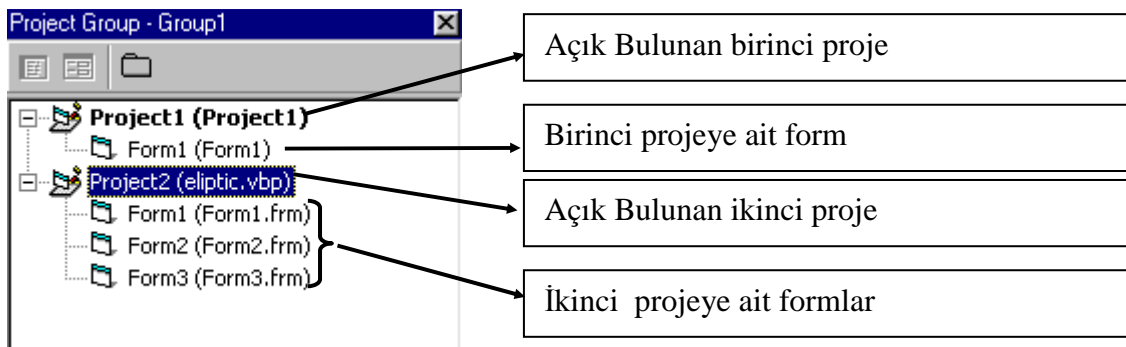 Project Group - Group1
Project1 (Project1)
Form1 (Form1)
Project2 (eliptic.vbp)
Form1 (Form1.frm)
Form2 (Form2.frm)
Form3 (Form3.frm)
Açık Bulunan birinci proje
Birinci projeye ait form
Açık Bulunan ikinci proje
İkinci projeye ait formlar